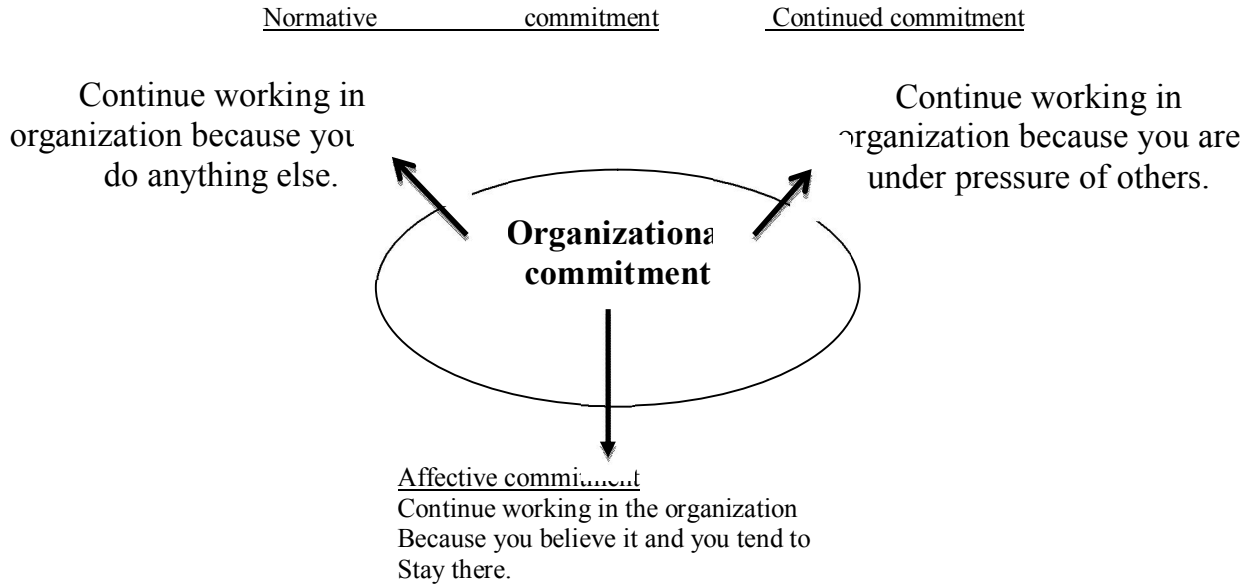 Normative commitment Continued commitment
Continue working in
organization because you
do anything else.
Continue working in
organization because you are
under pressure of others.
Organizationa
commitment
Affective commitment
Continue working in the organization
Because you believe it and you tend to
Stay there.